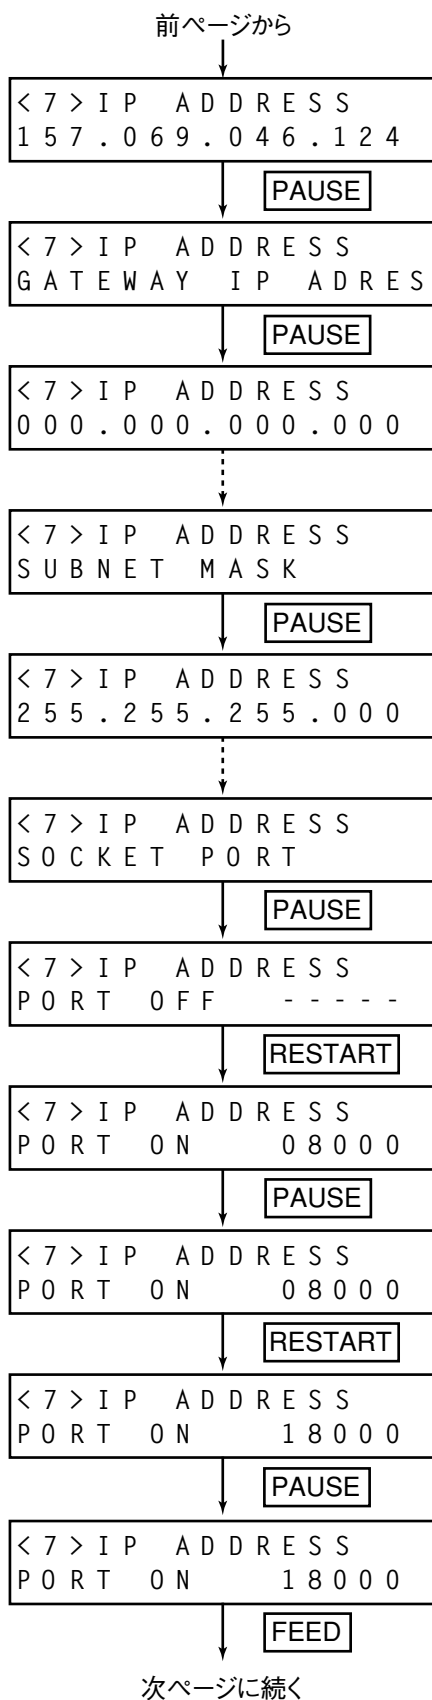 前ページから
<7>IP ADDRESS
157.069.046.124
PAUSE
<7>IP ADDRESS
GATEWAY IP ADRES
PAUSE
<7>IP ADDRESS
000.000.000.000
<7>IP ADDRESS
SUBNET MASK
PAUSE
<7>IP ADDRESS
255.255.255.000
<7>IP ADDRESS
SOCKET PORT
PAUSE
<7>IP ADDRESS
PORT OFF -----
RESTART
<7>IP ADDRESS
PORT ON 08000
PAUSE
<7>IP ADDRESS
PORT ON 08000
RESTART
<7>IP ADDRESS
PORT ON 18000
PAUSE
<7>IP ADDRESS
PORT ON 18000
FEED
次ページに続く